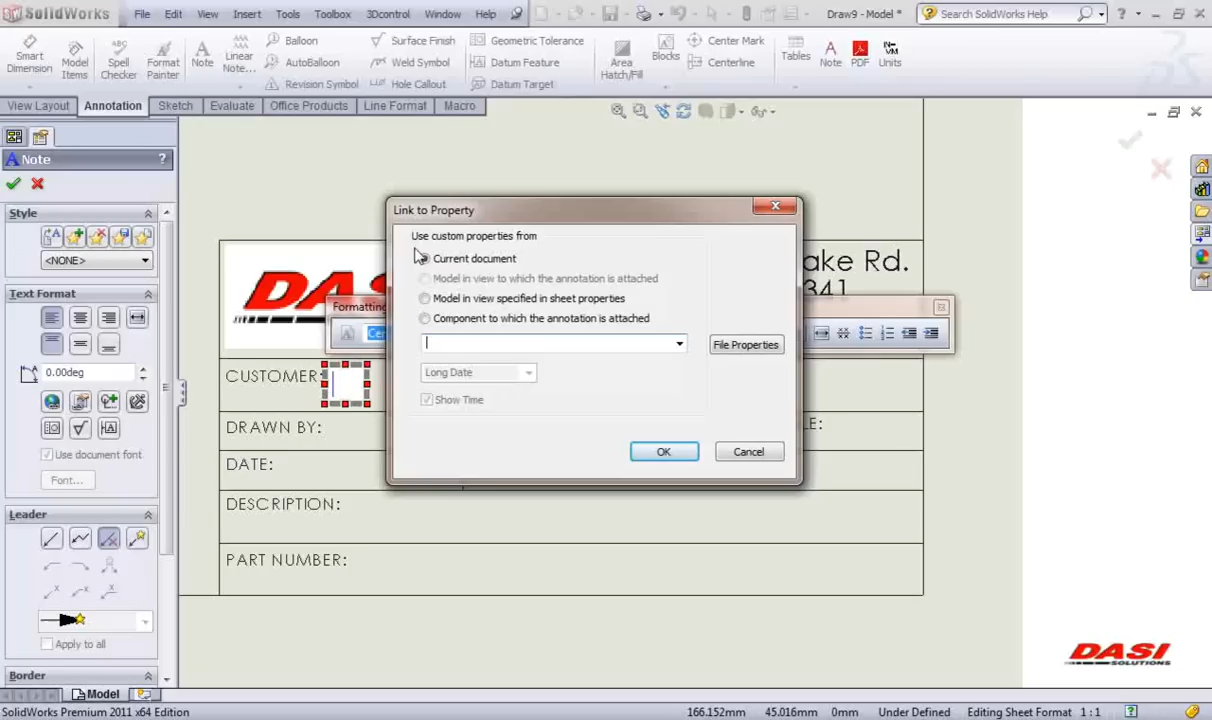 SolidWorks
File
Edit
View
Insert
Tools
Toolbox
3Dcontrol
Window
Help
Draw9 - Model *
Search SolidWorks Help
Smart
Dimension
Model
Items
Spell
Checker
Format
Painter
Note
Linear
Note...
Balloon
AutoBalloon
Revision Symbol
Surface Finish
Weld Symbol
Hole Callout
Geometric Tolerance
Datum Feature
Datum Target
Area
Hatch/Fill
Blocks
Center Mark
Centerline
Tables
Note
PDF
Units
View Layout
Annotation
Sketch
Evaluate
Office Products
Line Format
Macro
Note
?
Style
<NONE>
Text Format
0.00deg
Use document font
Font...
Leader
Apply to all
Border
Link to Property
Use custom properties from
Current document
Model in view to which the annotation is attached
Model in view specified in sheet properties
Component to which the annotation is attached
File Properties
Long Date
Show Time
OK
Cancel
DASI
ake Rd.
341
Formatting
CUSTOMER:
DRAWN BY:
E:
DATE:
DESCRIPTION:
PART NUMBER:
DASI
SOLUTIONS
Model
SolidWorks Premium 2011 x64 Edition
166.152mm
45.016mm
0mm
Under Defined
Editing Sheet Format
1 : 1